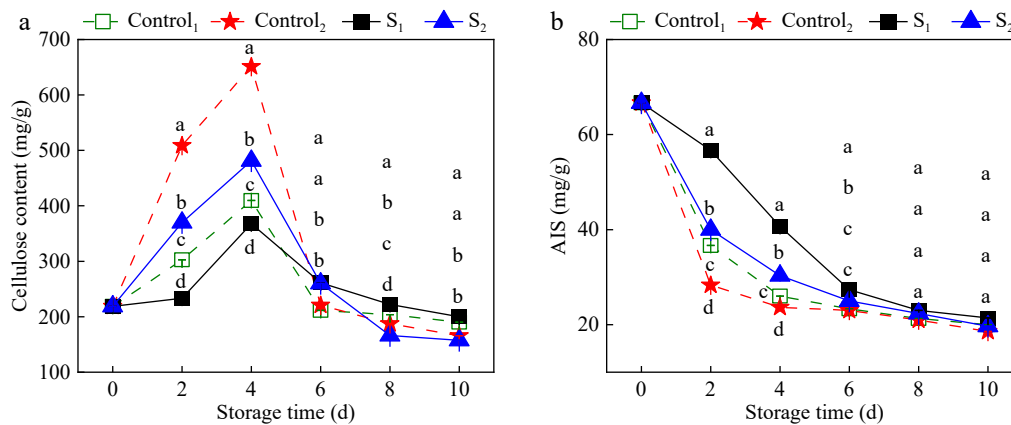 a
Control₁ Control₂ S₁ S₂
Cellulose content (mg/g)
700
600
500
400
300
200
100
a
a
b
b
c
c
d
d
a
a
b
b
a
b
c
d
a
a
b
b
0 2 4 6 8 10
Storage time (d)
b
Control₁ Control₂ S₁ S₂
AIS (mg/g)
80
60
40
20
a
b
c
d
a
b
c
d
a
b
c
c
a
a
a
a
a
a
a
a
0 2 4 6 8 10
Storage time (d)